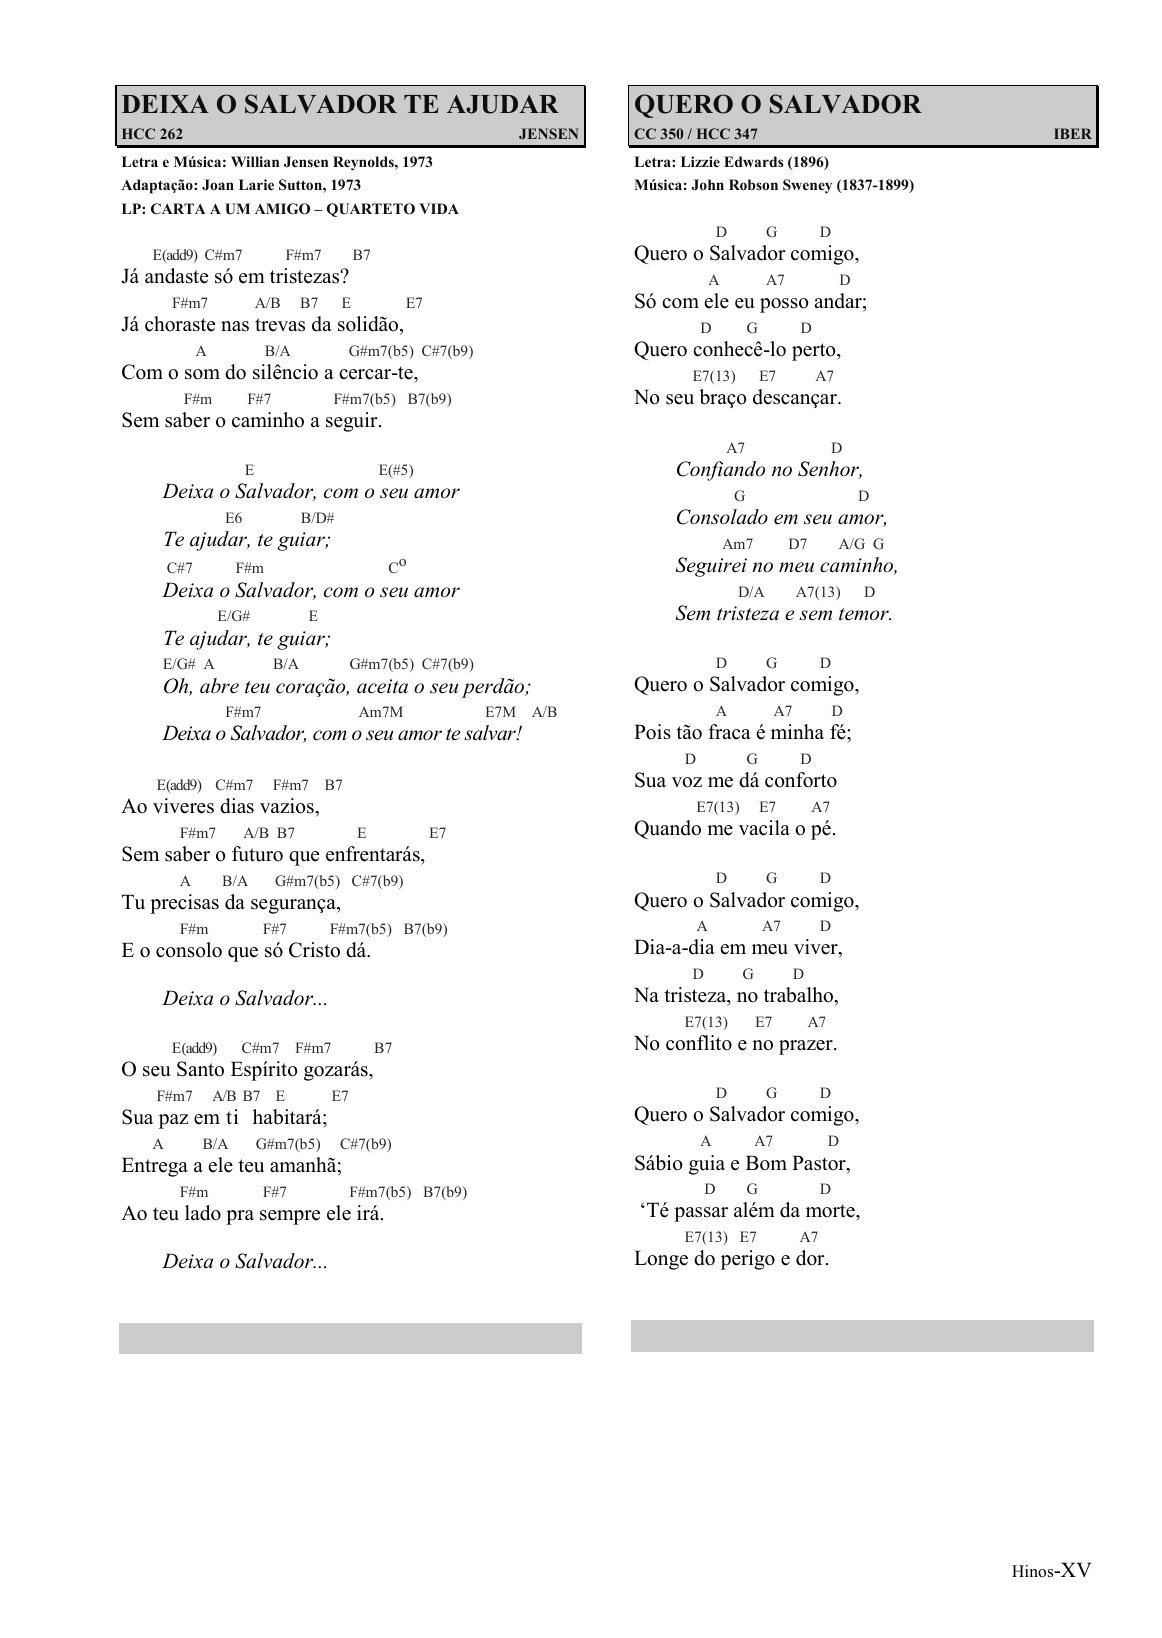 DEIXA O SALVADOR TE AJUDAR
HCC 262 JENSEN
Letra e Música: Willian Jensen Reynolds, 1973
Adaptação: Joan Larie Sutton, 1973
LP: CARTA A UM AMIGO – QUARTETO VIDA
E(add9) C#m7 F#m7 B7
Já andaste só em tristezas?
F#m7 A/B B7 E E7
Já choraste nas trevas da solidão,
A B/A G#m7(b5) C#7(b9)
Com o som do silêncio a cercar-te,
F#m F#7 F#m7(b5) B7(b9)
Sem saber o caminho a seguir.
E E(#5)
Deixa o Salvador, com o seu amor
E6 B/D#
Te ajudar, te guiar;
C#7 F#m Cº
Deixa o Salvador, com o seu amor
E/G# E
Te ajudar, te guiar;
E/G# A B/A G#m7(b5) C#7(b9)
Oh, abre teu coração, aceita o seu perdão;
F#m7 Am7M E7M A/B
Deixa o Salvador, com o seu amor te salvar!
E(add9) C#m7 F#m7 B7
Ao viveres dias vazios,
F#m7 A/B B7 E E7
Sem saber o futuro que enfrentarás,
A B/A G#m7(b5) C#7(b9)
Tu precisas da segurança,
F#m F#7 F#m7(b5) B7(b9)
E o consolo que só Cristo dá.
Deixa o Salvador...
E(add9) C#m7 F#m7 B7
O seu Santo Espírito gozarás,
F#m7 A/B B7 E E7
Sua paz em ti habitará;
A B/A G#m7(b5) C#7(b9)
Entrega a ele teu amanhã;
F#m F#7 F#m7(b5) B7(b9)
Ao teu lado pra sempre ele irá.
Deixa o Salvador...
QUERO O SALVADOR
CC 350 / HCC 347 IBER
Letra: Lizzie Edwards (1896)
Música: John Robson Sweney (1837-1899)
D G D
Quero o Salvador comigo,
A A7 D
Só com ele eu posso andar;
D G D
Quero conhecê-lo perto,
E7(13) E7 A7
No seu braço descançar.
A7 D
Confiando no Senhor,
G D
Consolado em seu amor,
Am7 D7 A/G G
Seguirei no meu caminho,
D/A A7(13) D
Sem tristeza e sem temor.
D G D
Quero o Salvador comigo,
A A7 D
Pois tão fraca é minha fé;
D G D
Sua voz me dá conforto
E7(13) E7 A7
Quando me vacila o pé.
D G D
Quero o Salvador comigo,
A A7 D
Dia-a-dia em meu viver,
D G D
Na tristeza, no trabalho,
E7(13) E7 A7
No conflito e no prazer.
D G D
Quero o Salvador comigo,
A A7 D
Sábio guia e Bom Pastor,
D G D
‘Té passar além da morte,
E7(13) E7 A7
Longe do perigo e dor.
Hinos-XV